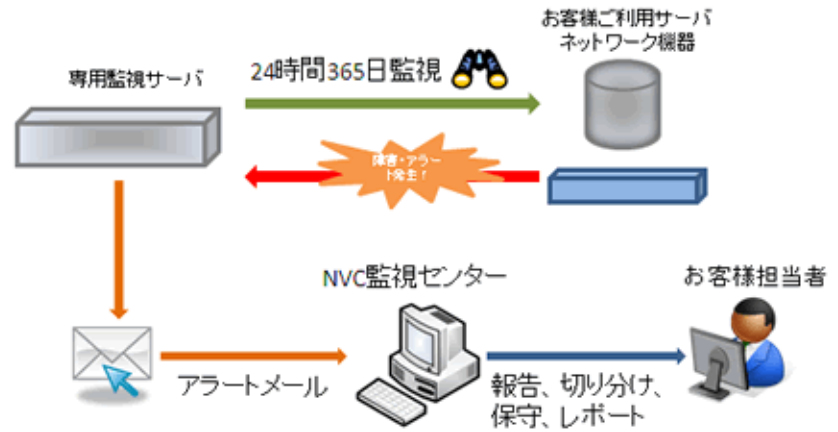 お客様ご利用サーバ
ネットワーク機器
専用監視サーバ
24時間365日監視
障害・アラー
ト発生!
NVC監視センター
お客様担当者
アラートメール
報告、切り分け、
保守、レポート